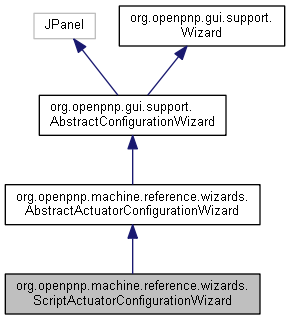 JPanel
org.openpnp.gui.support.
Wizard
org.openpnp.gui.support.
AbstractConfigurationWizard
org.openpnp.machine.reference.wizards.
AbstractActuatorConfigurationWizard
org.openpnp.machine.reference.wizards.
ScriptActuatorConfigurationWizard